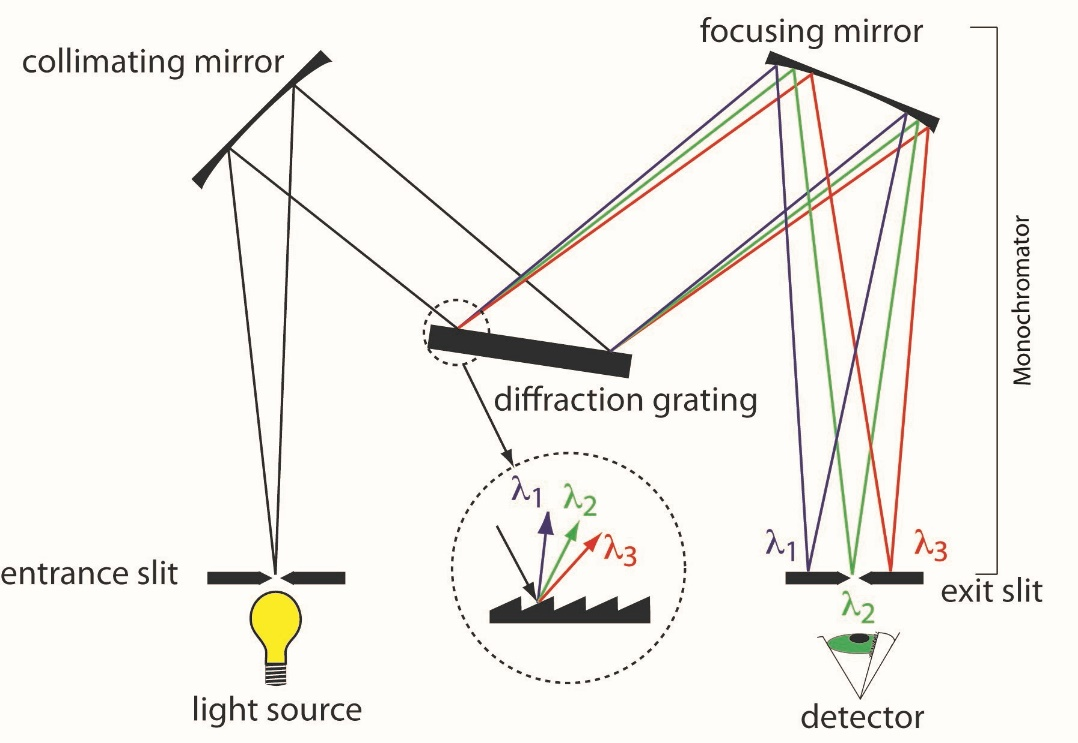 focusing mirror
collimating mirror
Monochromator
diffraction grating
λ1
λ2
λ3
λ1
λ3
entrance slit
exit slit
λ2
light source
detector